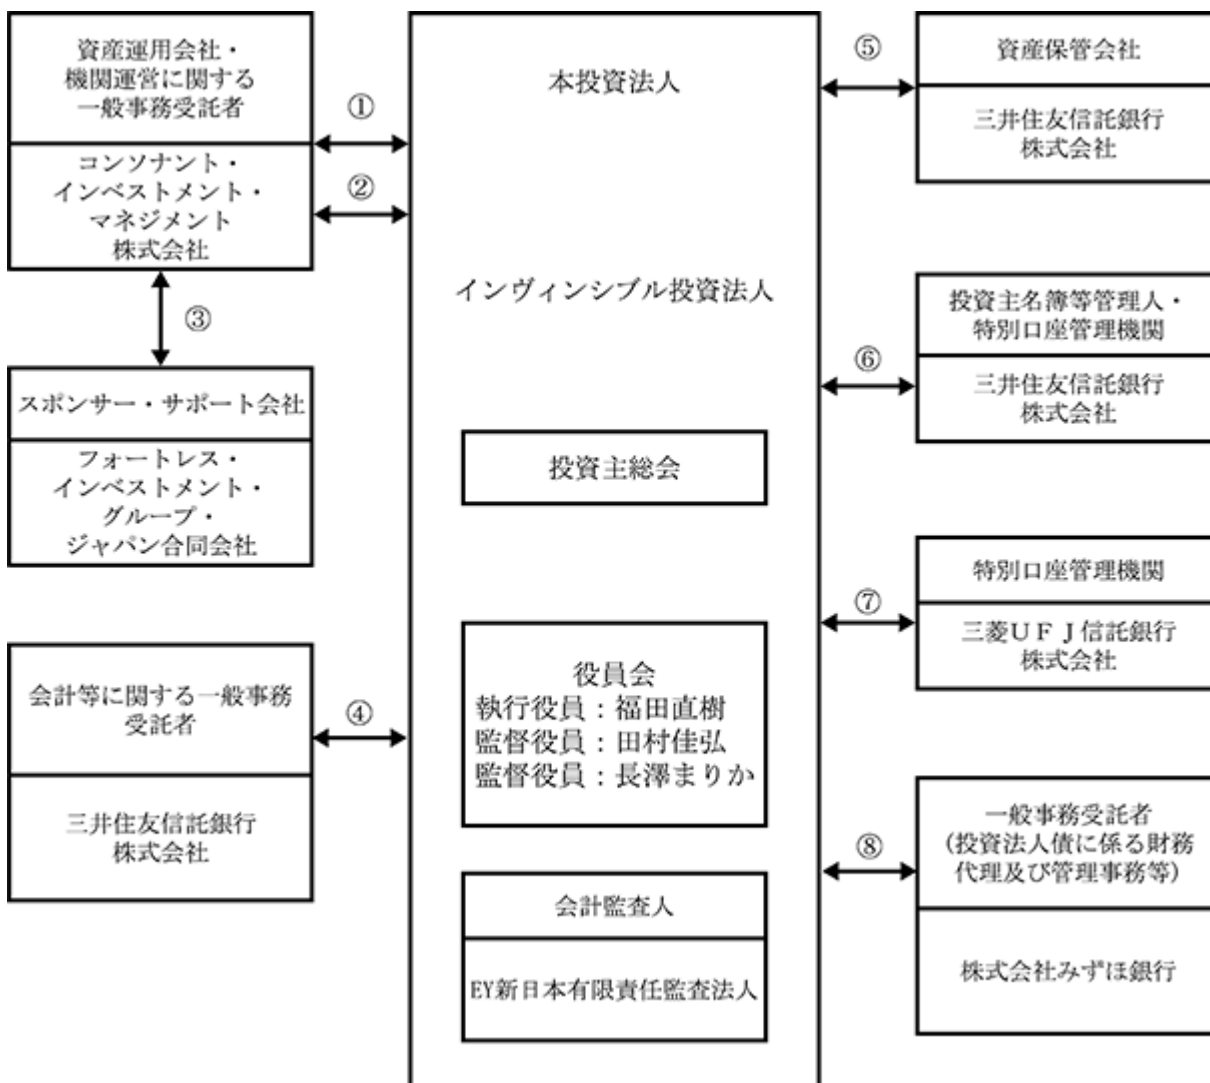 資産運用会社・
機関運営に関する
一般事務受託者
コンソナント・
インベストメント・
マネジメント
株式会社
①
②
③
スポンサー・サポート会社
フォートレス・
インベストメント・
グループ・
ジャパン合同会社
会計等に関する一般事務
受託者
三井住友信託銀行
株式会社
④
本投資法人
インヴィンシブル投資法人
投資主総会
役員会
執行役員：福田直樹
監督役員：田村佳弘
監督役員：長澤まりか
会計監査人
EY新日本有限責任監査法人
⑤
資産保管会社
三井住友信託銀行
株式会社
⑥
投資主名簿等管理人・
特別口座管理機関
三井住友信託銀行
株式会社
⑦
特別口座管理機関
三菱ＵＦＪ信託銀行
株式会社
⑧
一般事務受託者
(投資法人債に係る財務
代理及び管理事務等)
株式会社みずほ銀行